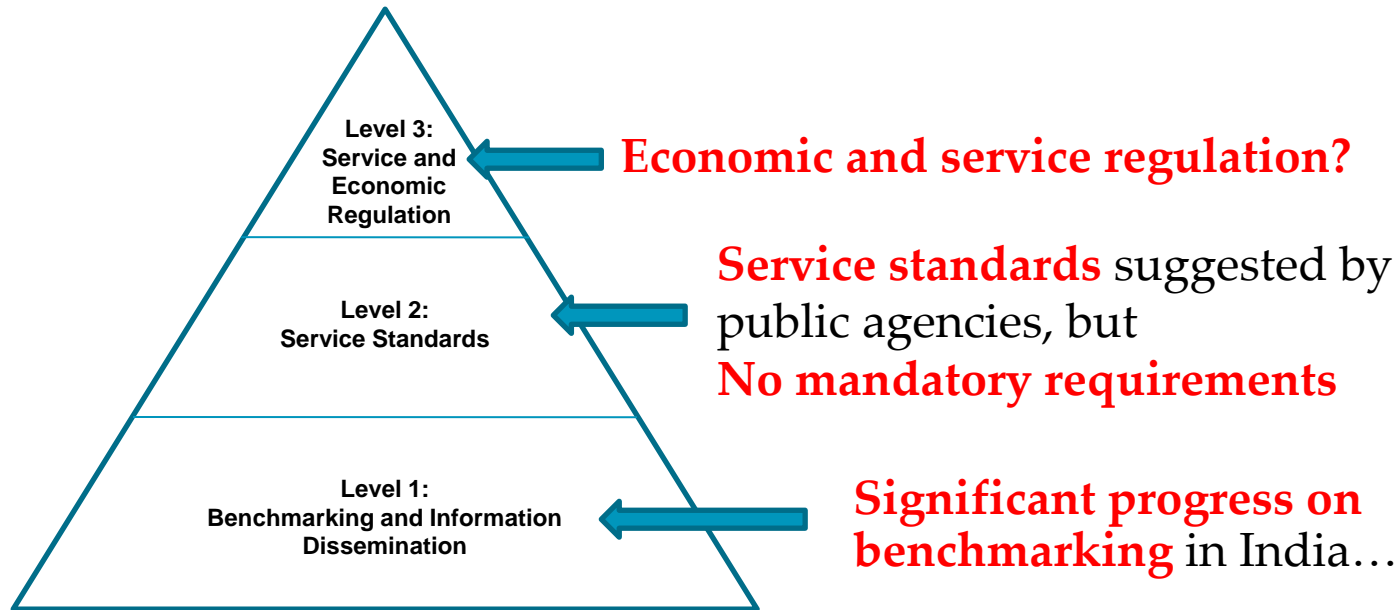 Level 3:
Service and
Economic
Regulation
Economic and service regulation?
Level 2:
Service Standards
Service standards suggested by
public agencies, but
No mandatory requirements
Level 1:
Benchmarking and Information
Dissemination
Significant progress on
benchmarking in India…